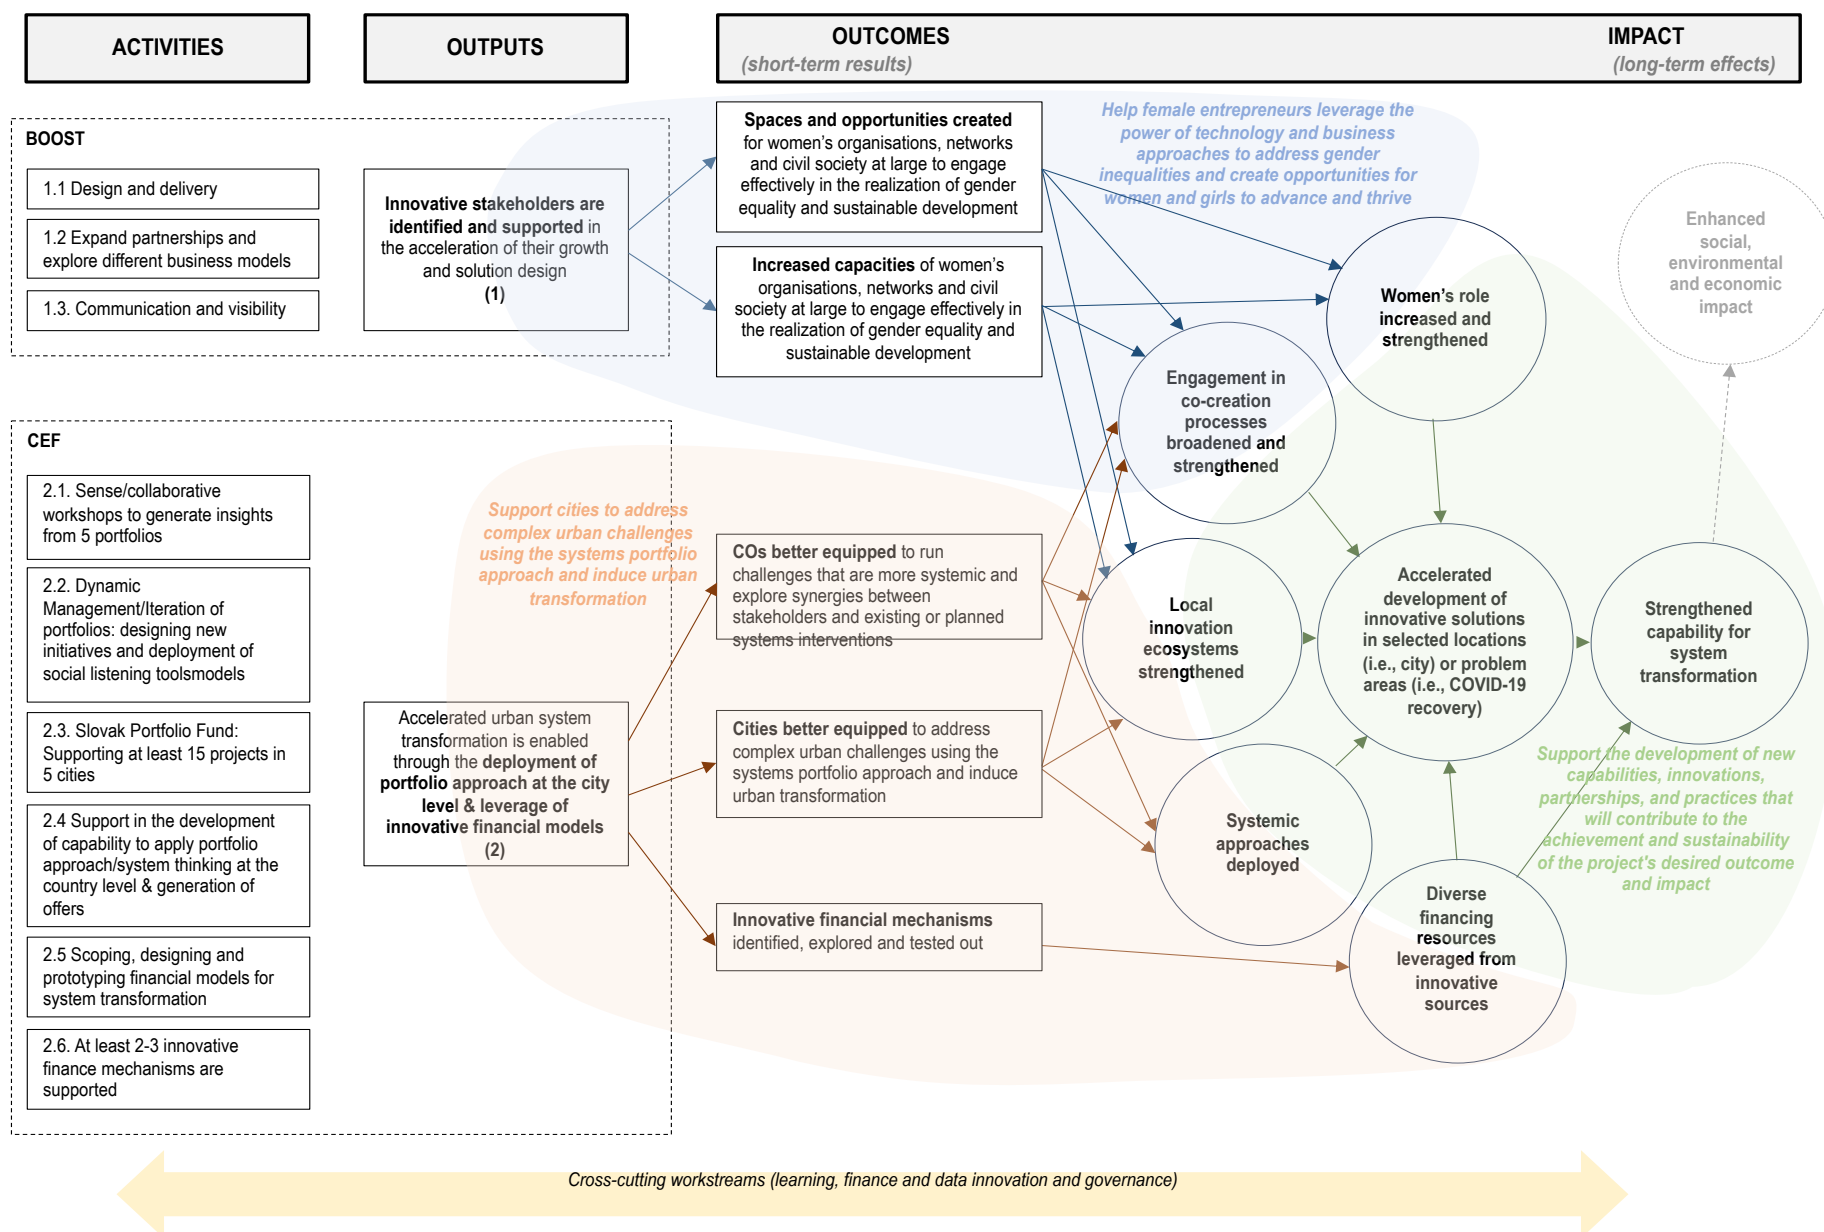 ACTIVITIES
OUTPUTS
OUTCOMES
(short-term results)
IMPACT
(long-term effects)
BOOST
1.1 Design and delivery
1.2 Expand partnerships and
explore different business models
1.3. Communication and visibility
Innovative stakeholders are
identified and supported in
the acceleration of their growth
and solution design
(1)
Spaces and opportunities created
for women's organisations, networks
and civil society at large to engage
effectively in the realization of gender
equality and sustainable development
Increased capacities of women's
organisations, networks and civil
society at large to engage effectively in
the realization of gender equality and
sustainable development
Help female entrepreneurs leverage the
power of technology and business
approaches to address gender
inequalities and create opportunities for
women and girls to advance and thrive
Women's role
increased and
strengthened
Enhanced
social,
environmental
and economic
impact
Engagement in
co-creation
processes
broadened and
strengthened
CEF
2.1. Sense/collaborative
workshops to generate insights
from 5 portfolios
2.2. Dynamic
Management/Iteration of
portfolios: designing new
initiatives and deployment of
social listening toolsmodels
2.3. Slovak Portfolio Fund:
Supporting at least 15 projects in
5 cities
2.4 Support in the development
of capability to apply portfolio
approach/system thinking at the
country level & generation of
offers
2.5 Scoping, designing and
prototyping financial models for
system transformation
2.6. At least 2-3 innovative
finance mechanisms are
supported
Accelerated urban system
transformation is enabled
through the deployment of
portfolio approach at the city
level & leverage of
innovative financial models
(2)
Support cities to address
complex urban challenges
using the systems portfolio
approach and induce urban
transformation
COs better equipped to run
challenges that are more systemic and
explore synergies between
stakeholders and existing or planned
systems interventions
Cities better equipped to address
complex urban challenges using the
systems portfolio approach and induce
urban transformation
Innovative financial mechanisms
identified, explored and tested out
Local
innovation
ecosystems
strengthened
Systemic
approaches
deployed
Accelerated
development of
innovative solutions
in selected locations
(i.e., city) or problem
areas (i.e., COVID-19
recovery)
Strengthened
capability for
system
transformation
Support the development of new
capabilities, innovations,
partnerships, and practices that
will contribute to the
achievement and sustainability
of the project's desired outcome
and impact
Diverse
financing
resources
leveraged from
innovative
sources
Cross-cutting workstreams (learning, finance and data innovation and governance)